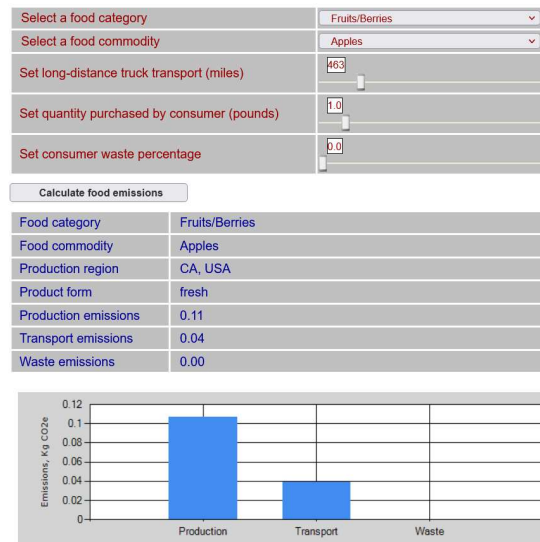 Select a food category Fruits/Berries
Select a food commodity Apples
Set long-distance truck transport (miles) 463
Set quantity purchased by consumer (pounds) 1.0
Set consumer waste percentage 0.0
Calculate food emissions
Food category Fruits/Berries
Food commodity Apples
Production region CA, USA
Product form fresh
Production emissions 0.11
Transport emissions 0.04
Waste emissions 0.00
Emissions, Kg CO2e
0.12
0.1
0.08
0.06
0.04
0.02
0
Production Transport Waste